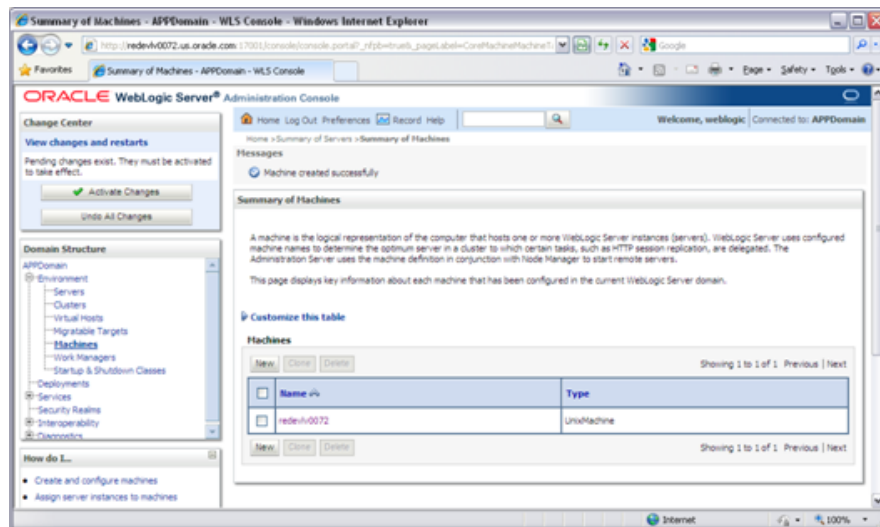 Summary of Machines - APPDomain - WLS Console - Windows Internet Explorer
http://redevlv0072.us.oracle.com:17001/console/console.portal?_nfpb=true&_pageLabel=CoreMachineMachineT
Google
Favorites Summary of Machines - APPDomain - WLS Console Page Safety Tools
ORACLE WebLogic Server® Administration Console
Change Center
View changes and restarts
Pending changes exist. They must be activated
to take effect.
Activate Changes
Undo All Changes
Domain Structure
APPDomain
Environment
Servers
Clusters
Virtual Hosts
Migratable Targets
Machines
Work Managers
Startup & Shutdown Classes
Deployments
Services
Security Realms
Interoperability
Diagnostics
How do I...
Create and configure machines
Assign server instances to machines
Home Log Out Preferences Record Help
Welcome, weblogic Connected to: APPDomain
Home >Summary of Servers >Summary of Machines
Messages
Machine created successfully
Summary of Machines
A machine is the logical representation of the computer that hosts one or more WebLogic Server instances (servers). WebLogic Server uses configured
machine names to determine the optimum server in a cluster to which certain tasks, such as HTTP session replication, are delegated. The
Administration Server uses the machine definition in conjunction with Node Manager to start remote servers.
This page displays key information about each machine that has been configured in the current WebLogic Server domain.
Customize this table
Machines
New Clone Delete Showing 1 to 1 of 1 Previous | Next
Name Type
redevlv0072 UnixMachine
New Clone Delete Showing 1 to 1 of 1 Previous | Next
Internet 100%